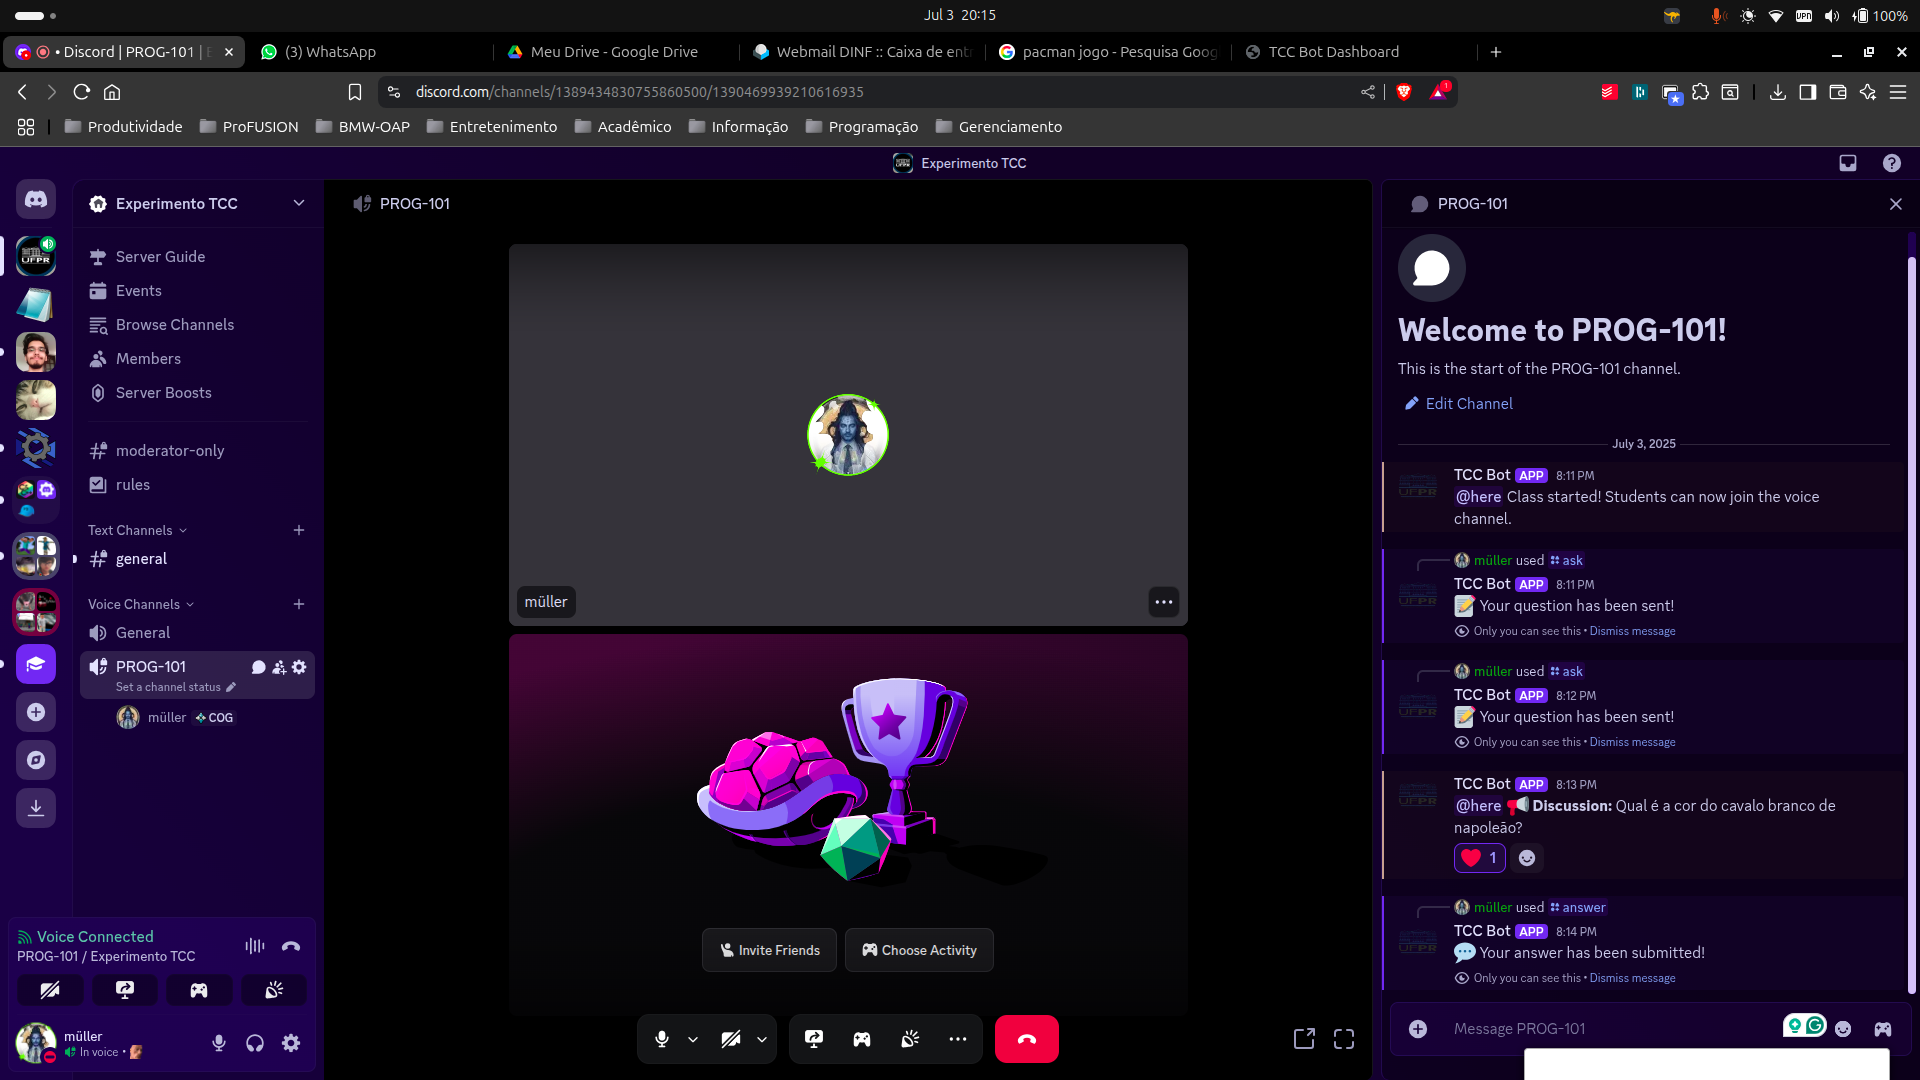 Jul 3 20:15
100%
• Discord | PROG-101 |
(3) WhatsApp
Meu Drive - Google Drive
Webmail DINF :: Caixa de ent
pacman jogo - Pesquisa Goog
TCC Bot Dashboard
discord.com/channels/1389434830755860500/1390469939210616935
1
Produtividade
ProFUSION
BMW-OAP
Entretenimento
Acadêmico
Informação
Programação
Gerenciamento
Experimento TCC
Experimento TCC
Server Guide
Events
Browse Channels
Members
Server Boosts
moderator-only
rules
Text Channels
general
Voice Channels
General
PROG-101
Set a channel status
müller COG
Voice Connected
PROG-101 / Experimento TCC
müller
In voice •
UFPR
PROG-101
müller
Invite Friends
Choose Activity
PROG-101
Welcome to PROG-101!
This is the start of the PROG-101 channel.
Edit Channel
July 3, 2025
TCC Bot APP 8:11 PM
@here Class started! Students can now join the voice
channel.
müller used ask
TCC Bot APP 8:11 PM
Your question has been sent!
Only you can see this • Dismiss message
müller used ask
TCC Bot APP 8:12 PM
Your question has been sent!
Only you can see this • Dismiss message
TCC Bot APP 8:13 PM
@here Discussion: Qual é a cor do cavalo branco de
napoleão?
1
müller used answer
TCC Bot APP 8:14 PM
Your answer has been submitted!
Only you can see this • Dismiss message
Message PROG-101